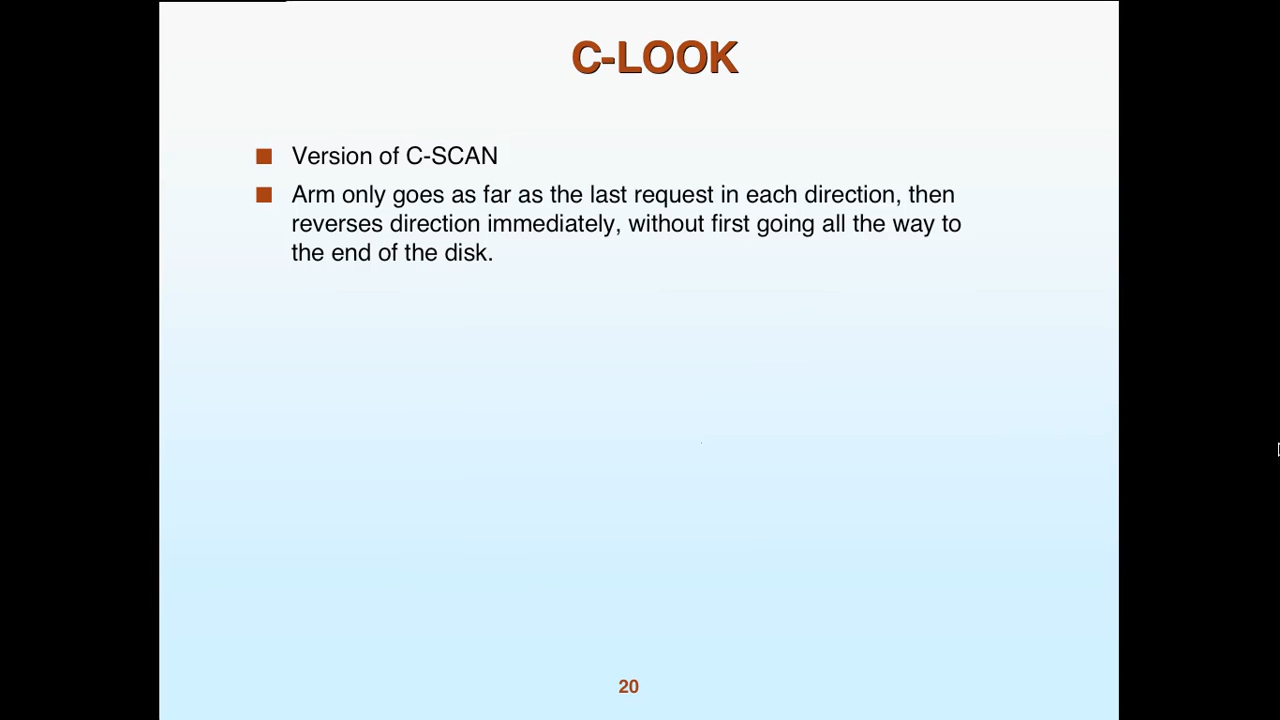 C-LOOK
Version of C-SCAN
Arm only goes as far as the last request in each direction, then
reverses direction immediately, without first going all the way to
the end of the disk.
20